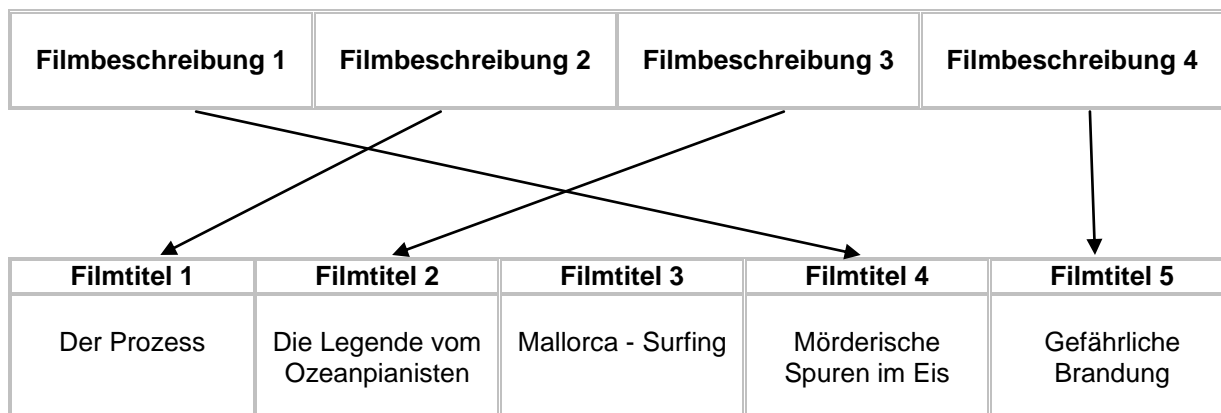 Filmbeschreibung 1 Filmbeschreibung 2 Filmbeschreibung 3 Filmbeschreibung 4
Filmtitel 1 Filmtitel 2 Filmtitel 3 Filmtitel 4 Filmtitel 5
Der Prozess
Die Legende vom
Ozeanpianisten
Mallorca - Surfing
Mörderische
Spuren im Eis
Gefährliche
Brandung